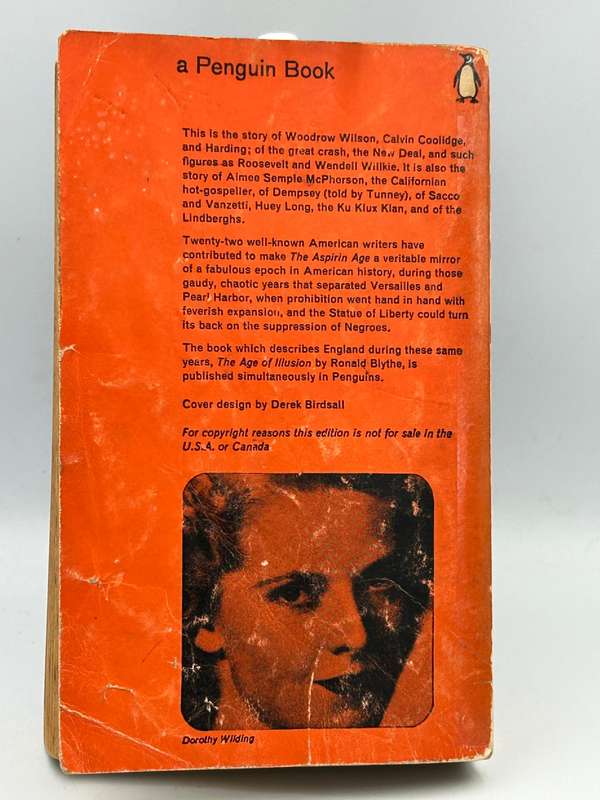 a Penguin Book
This is the story of Woodrow Wilson, Calvin Coolidge,
and Harding; of the great crash, the New Deal, and such
figures as Roosevelt and Wendell Willkie. It is also the
story of Aimee Semple McPherson, the Californian
hot-gospeller, of Dempsey (told by Tunney), of Sacco
and Vanzetti, Huey Long, the Ku Klux Klan, and of the
Lindberghs.
Twenty-two well-known American writers have
contributed to make The Aspirin Age a veritable mirror
of a fabulous epoch in American history, during those
gaudy, chaotic years that separated Versailles and
Pearl Harbor, when prohibition went hand in hand with
feverish expansion, and the Statue of Liberty could turn
its back on the suppression of Negroes.
The book which describes England during these same
years, The Age of Illusion by Ronald Blythe, is
published simultaneously in Penguins.
Cover design by Derek Birdsall
For copyright reasons this edition is not for sale in the
U.S.A. or Canada
Dorothy Wilding